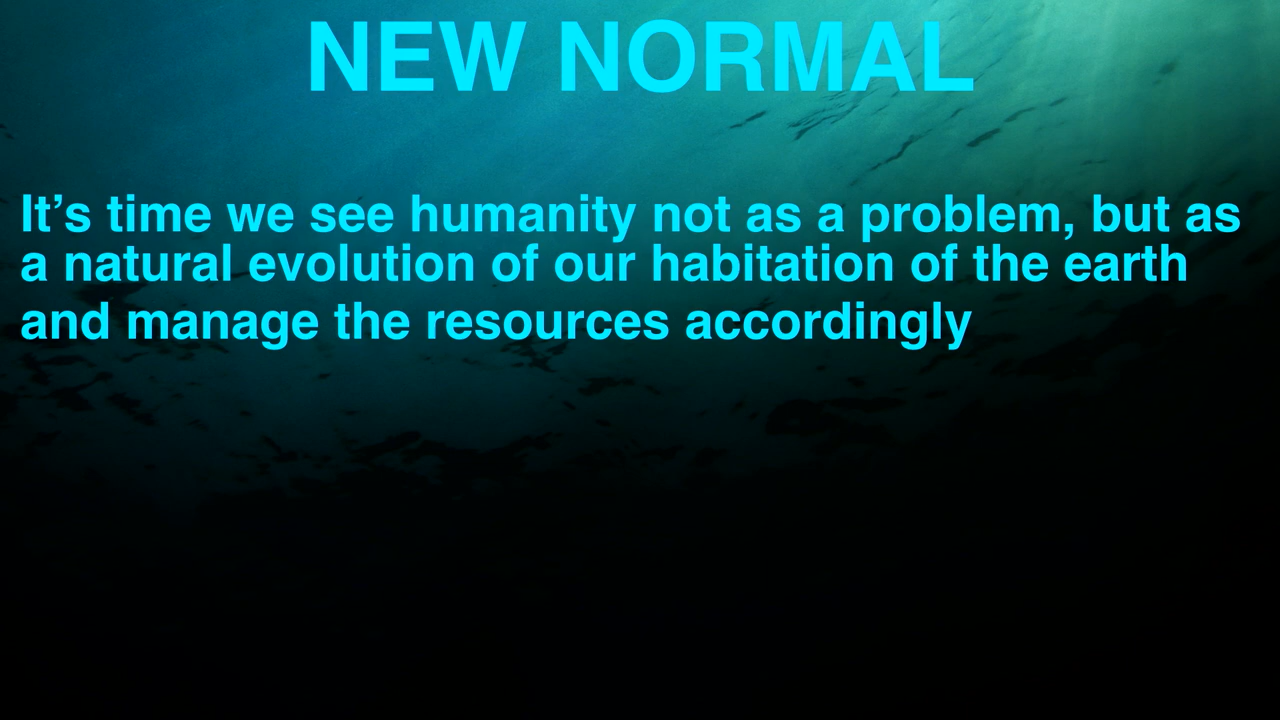 NEW NORMAL
It’s time we see humanity not as a problem, but as
a natural evolution of our habitation of the earth
and manage the resources accordingly